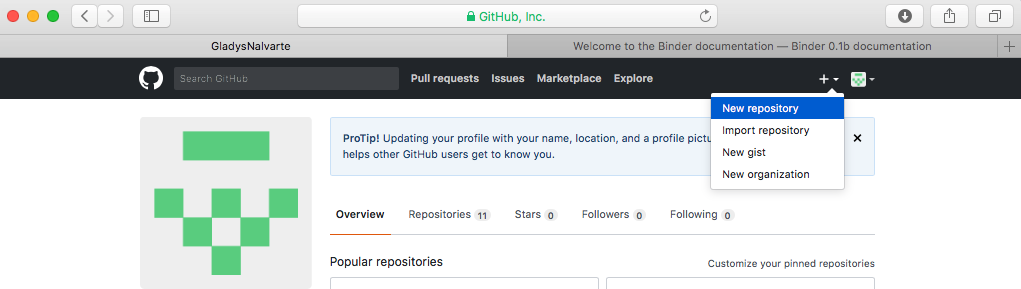 GitHub, Inc.
GladysNalvarte
Welcome to the Binder documentation — Binder 0.1b documentation
Search GitHub
Pull requests Issues Marketplace Explore
New repository
Import repository
New gist
New organization
ProTip! Updating your profile with your name, location, and a profile pictu
helps other GitHub users get to know you.
Overview Repositories 11 Stars 0 Followers 0 Following 0
Popular repositories
Customize your pinned repositories